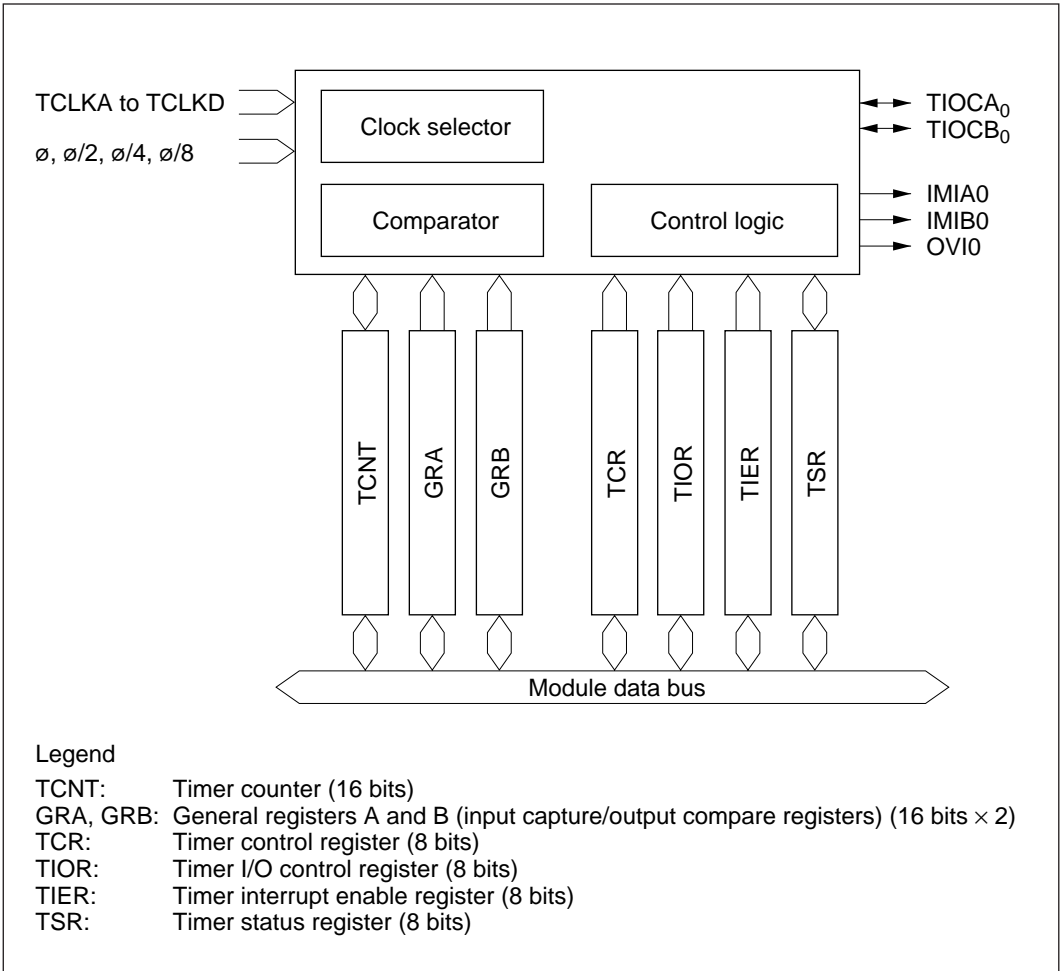 TCLKA to TCLKD
ø, ø/2, ø/4, ø/8
Clock selector
Comparator
Control logic
TIOCA0
TIOCB0
IMIA0
IMIB0
OVI0
TCNT
GRA
GRB
TCR
TIOR
TIER
TSR
Module data bus
Legend
TCNT: Timer counter (16 bits)
GRA, GRB: General registers A and B (input capture/output compare registers) (16 bits × 2)
TCR: Timer control register (8 bits)
TIOR: Timer I/O control register (8 bits)
TIER: Timer interrupt enable register (8 bits)
TSR: Timer status register (8 bits)